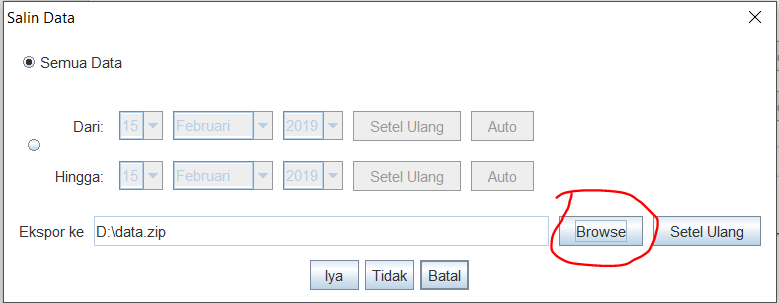 Salin Data
Semua Data
Dari: 15 Februari 2019 Setel Ulang Auto
Hingga: 15 Februari 2019 Setel Ulang Auto
Ekspor ke D:\data.zip Browse Setel Ulang
Iya Tidak Batal